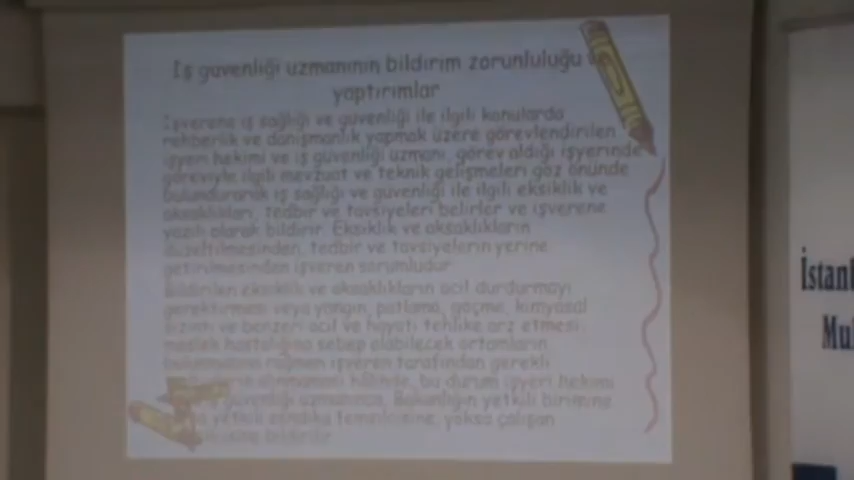 İş güvenliği uzmanının bildirim zorunluluğu ve
yaptırımlar
İşverene iş sağlığı ve güvenliği ile ilgili konularda
rehberlik ve danışmanlık yapmak üzere görevlendirilen
işyeri hekimi ve iş güvenliği uzmanı, görev aldığı işyerinde
göreviyle ilgili mevzuat ve teknik gelişmeleri göz önünde
bulundurarak iş sağlığı ve güvenliği ile ilgili eksiklik ve
aksaklıkları, tedbir ve tavsiyeleri belirler ve işverene
yazılı olarak bildirir. Eksiklik ve aksaklıkların
düzeltilmesinden, tedbir ve tavsiyelerin yerine
getirilmesinden işveren sorumludur.
Bildirilen eksiklik ve aksaklıkların acil durdurmayı
gerektirmesi veya yangın, patlama, göçme, kimyasal
sızıntı ve benzeri acil ve hayati tehlike arz etmesi,
meslek hastalığına sebep olabilecek ortamların
bulunmasına rağmen işveren tarafından gerekli
alınmaması hâlinde, bu durum işyeri hekimi
güvenliği uzmanınca, Bakanlığın yetkili birimine
yetkili sendika temsilcisine, yoksa çalışan
bildirilir
İstan
Mu